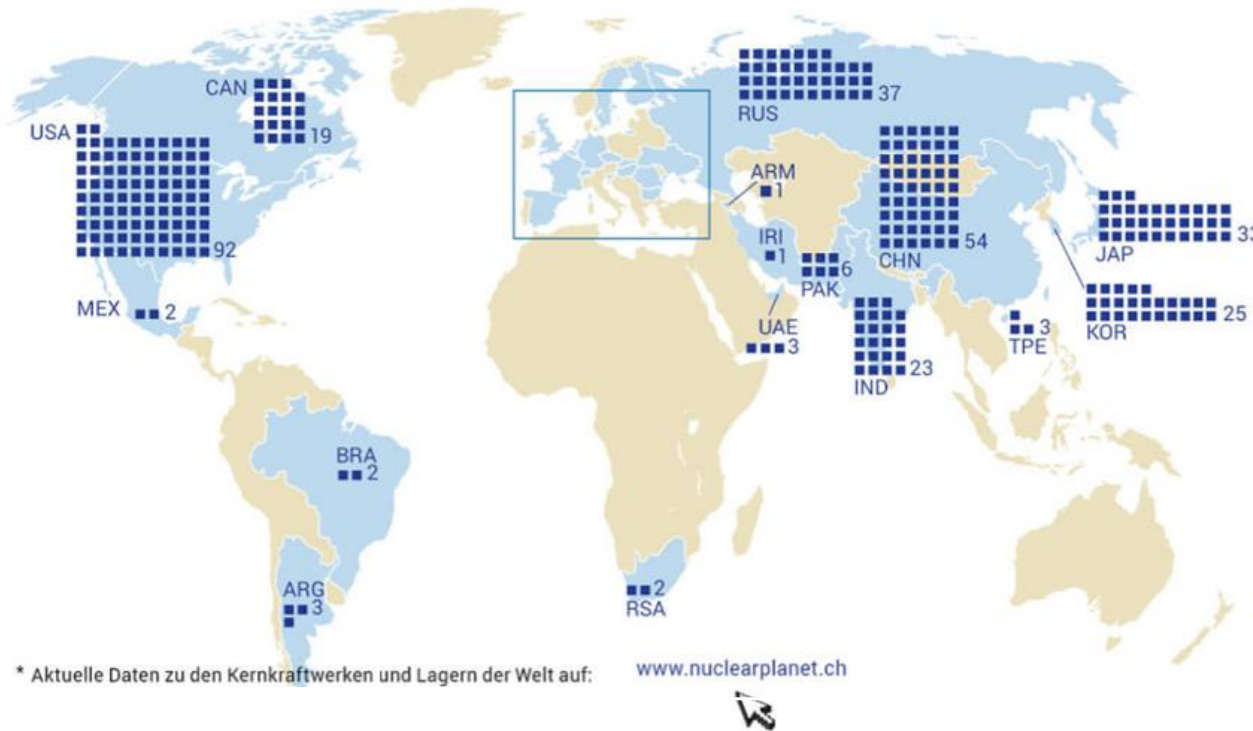 CAN
19
USA
92
MEX 2
BRA
2
ARG
3
RSA
2
RUS
37
ARM
1
IRI
1
PAK
6
UAE
3
CHN
54
IND
23
TPE
3
JAP
33
KOR
25
* Aktuelle Daten zu den Kernkraftwerken und Lagern der Welt auf: www.nuclearplanet.ch